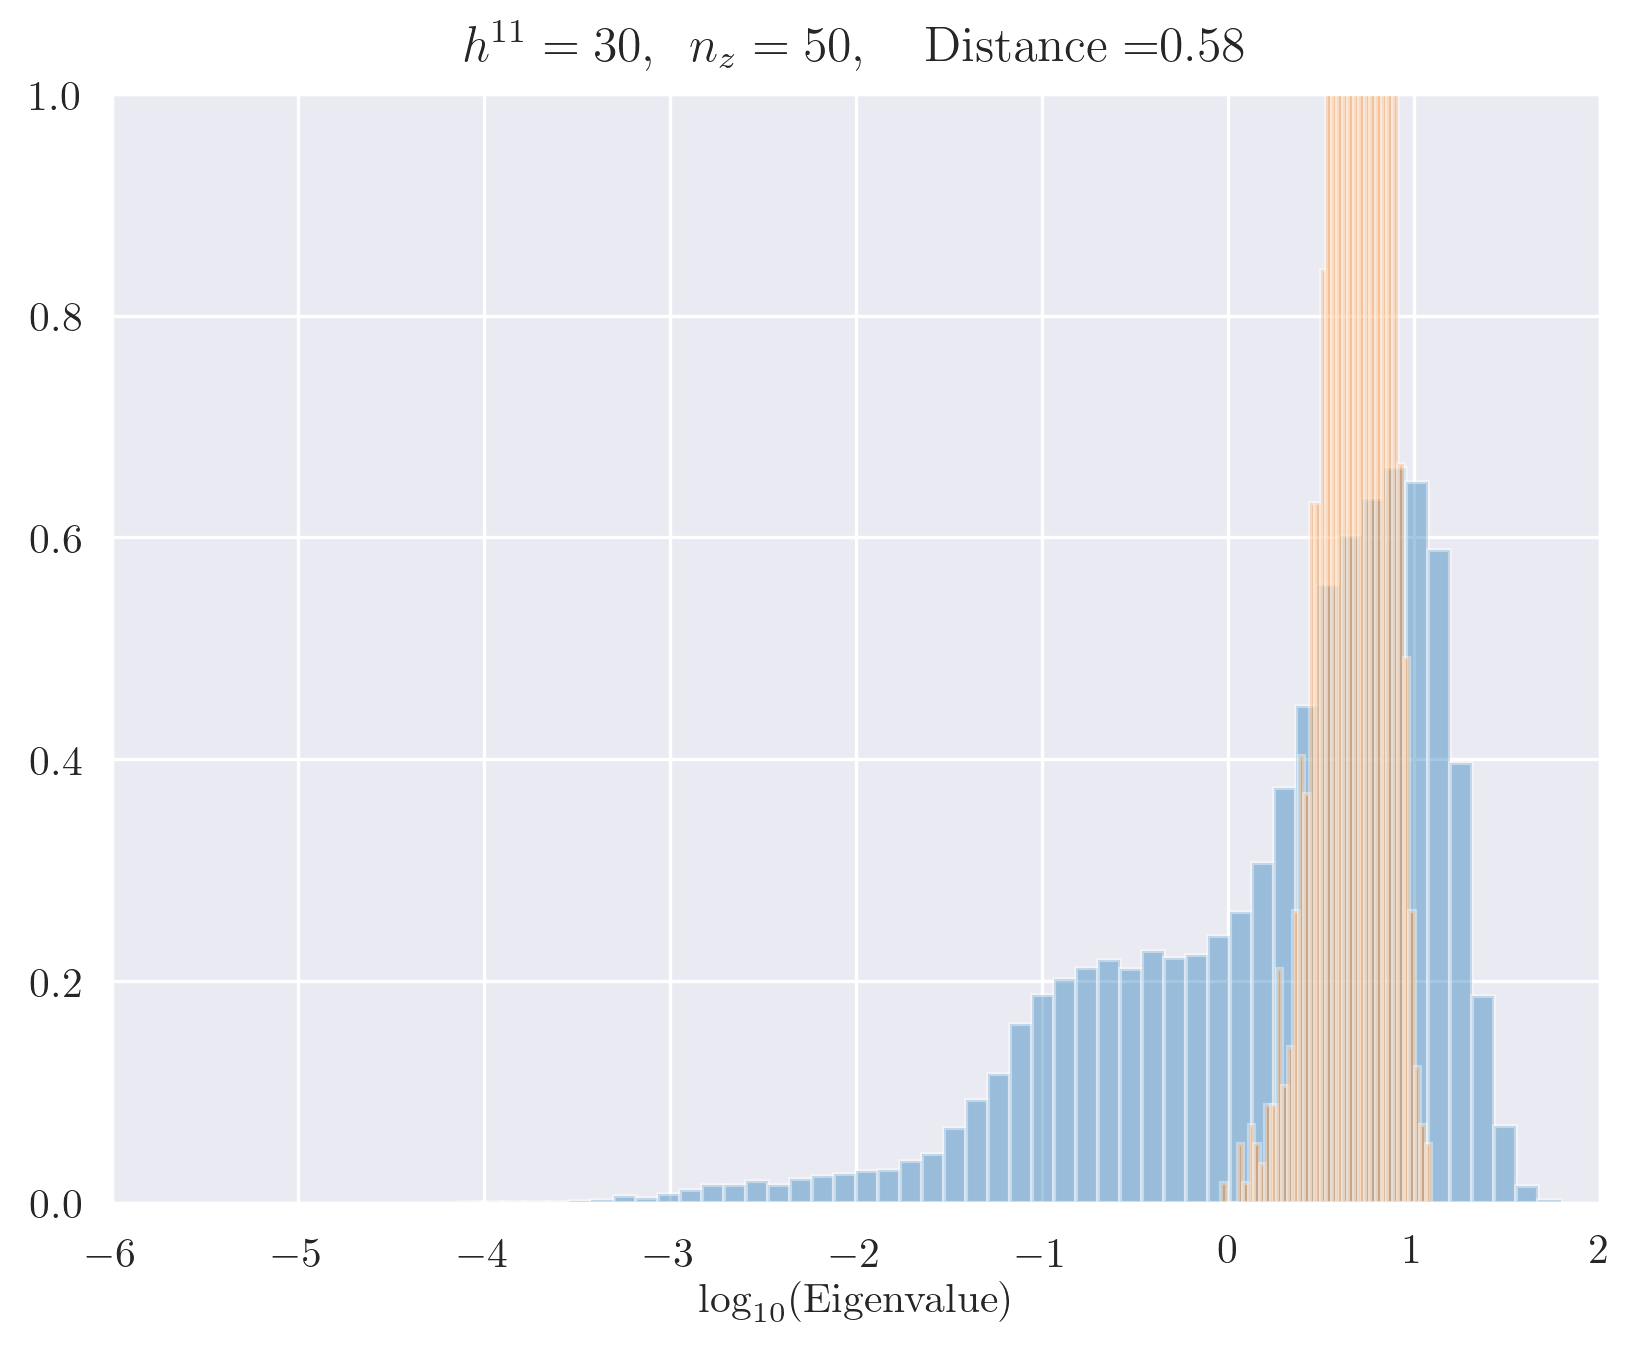 h^{11} = 30, n_z = 50, Distance =0.58
1.0
0.8
0.6
0.4
0.2
0.0
−6 −5 −4 −3 −2 −1 0 1 2
log_{10}(Eigenvalue)